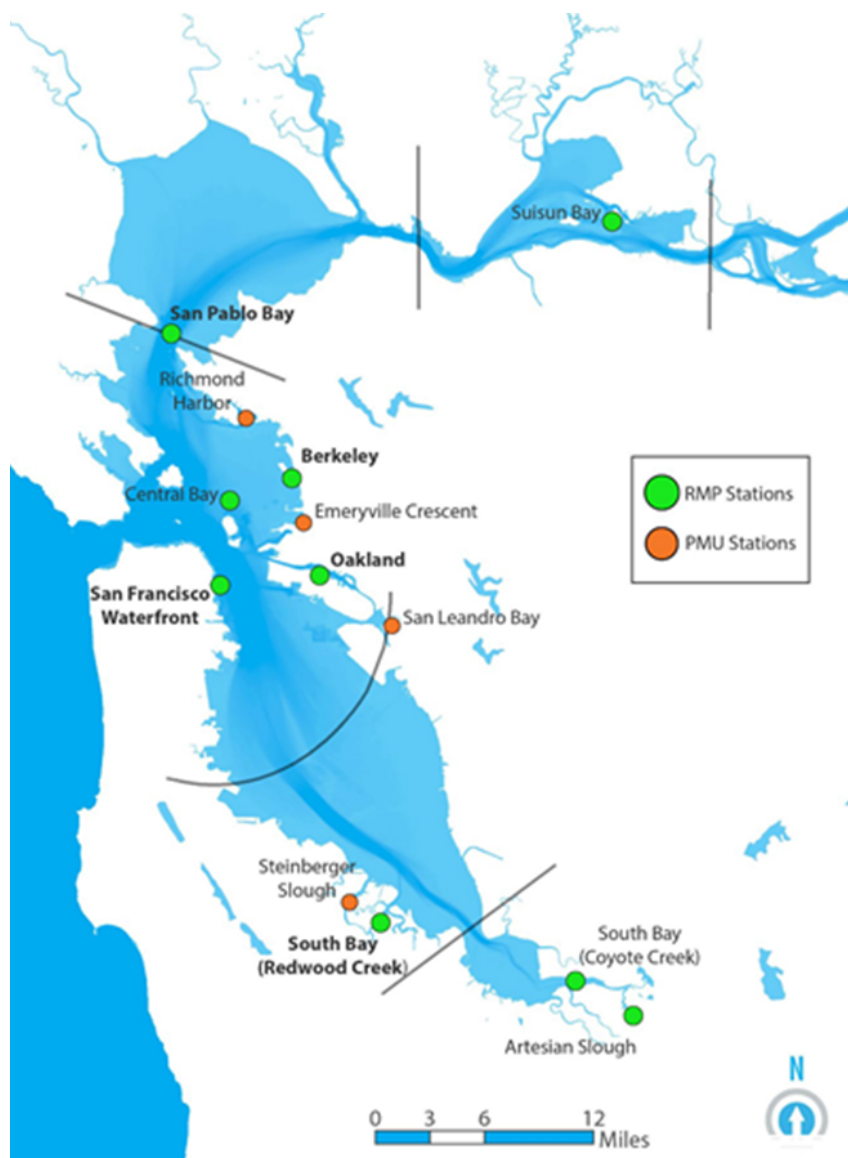 Suisun Bay
San Pablo Bay
Richmond
Harbor
Berkeley
Central Bay
Emeryville Crescent
RMP Stations
PMU Stations
Oakland
San Francisco
Waterfront
San Leandro Bay
Steinberger
Slough
South Bay
(Redwood Creek)
South Bay
(Coyote Creek)
Artesian Slough
N
0 3 6 12
Miles